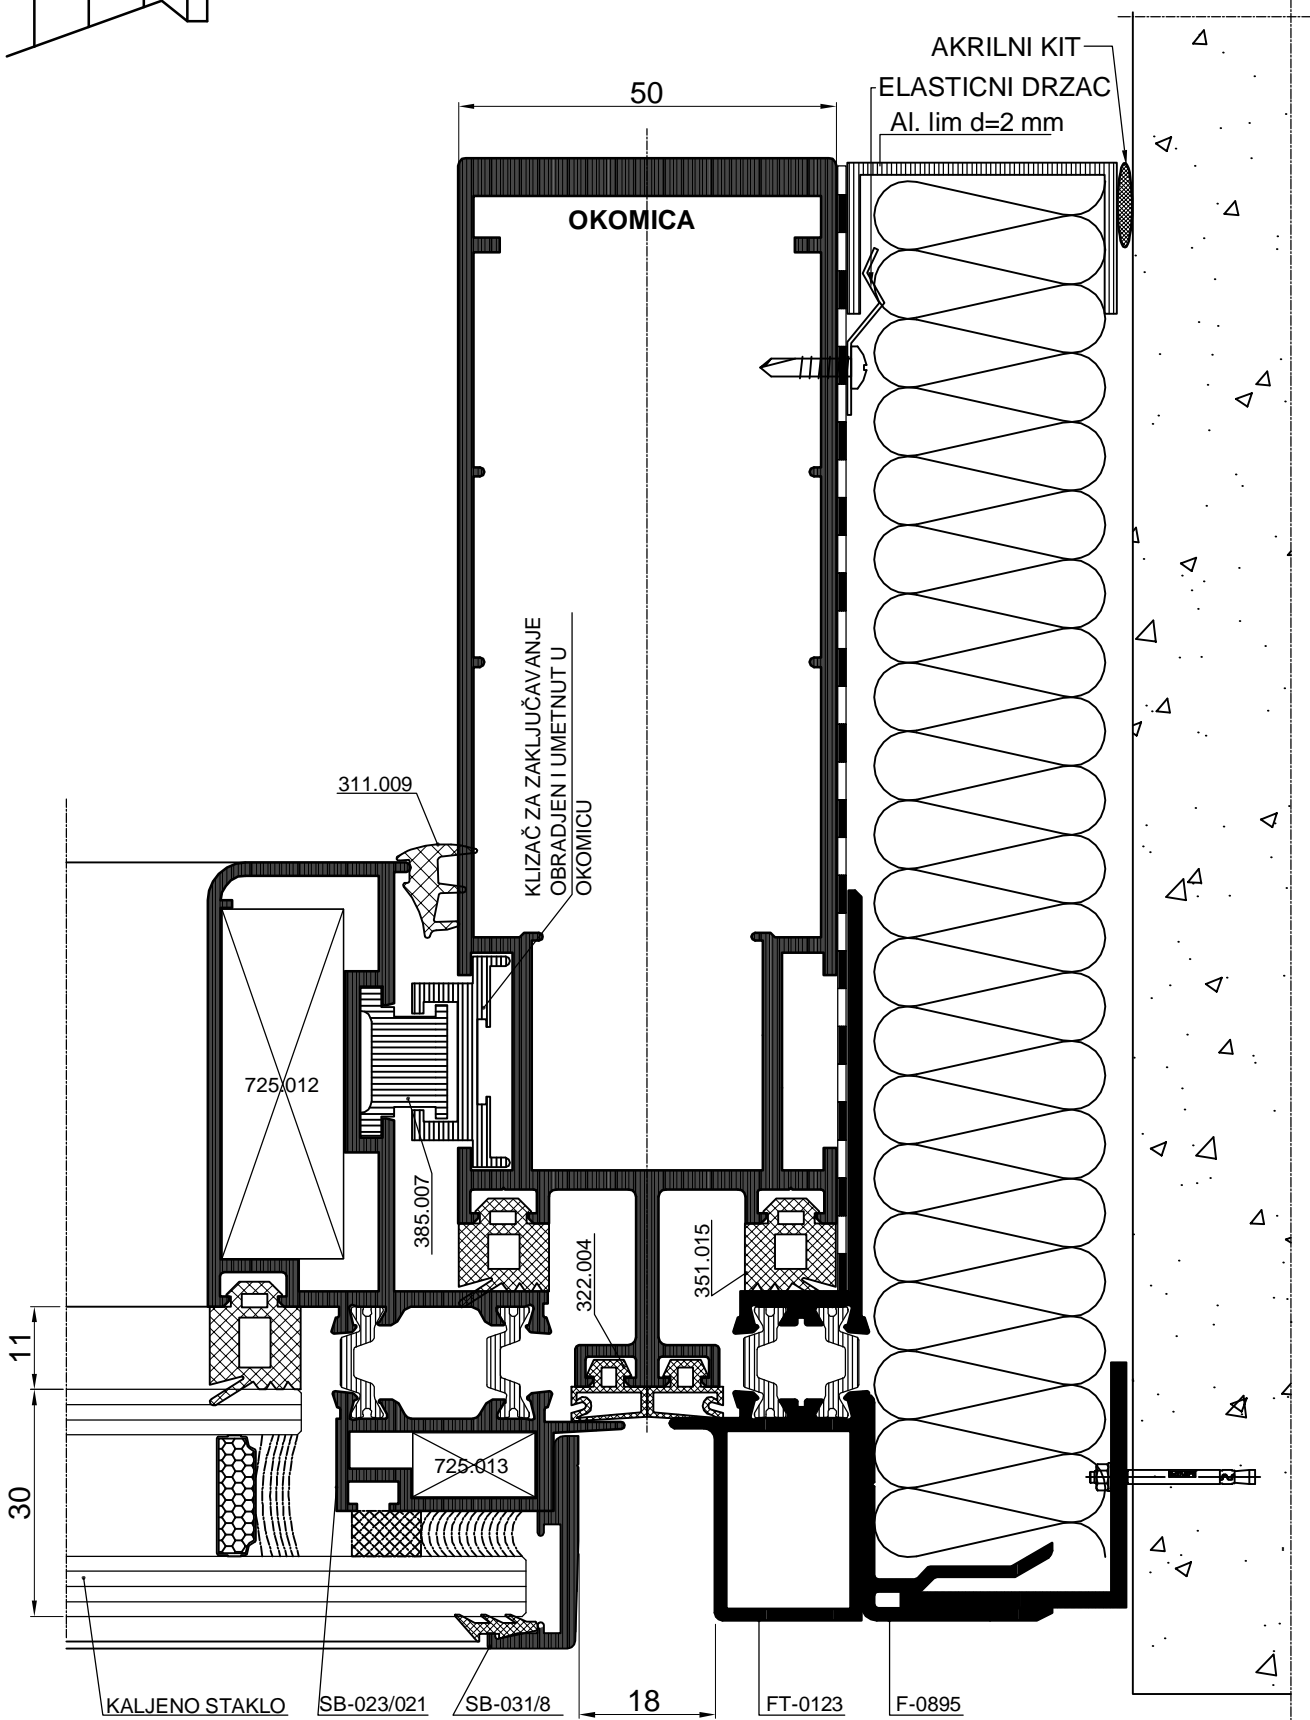 AKRILNI KIT
ELASTICNI DRZAC
Al. lim d=2 mm
50
OKOMICA
KLIZAČ ZA ZAKLJUČAVANJE
OBRADJEN I UMETNUT U
OKOMICU
311.009
725.012
385.007
322.004
351.015
11
30
725.013
KALJENO STAKLO
SB-023/021
SB-031/8
18
FT-0123
F-0895